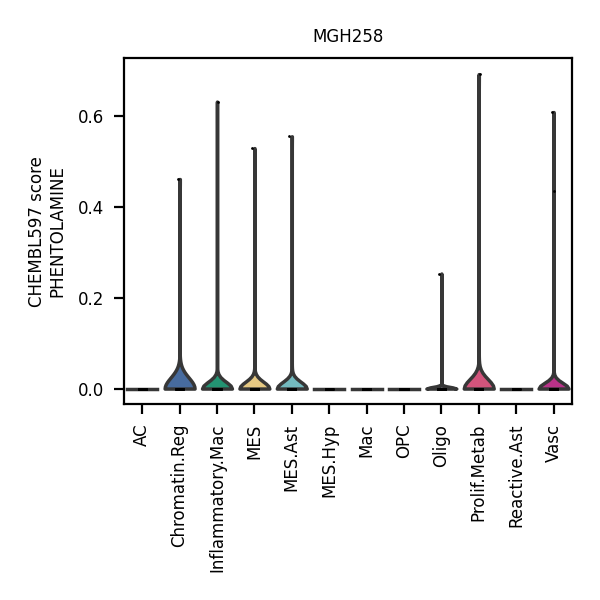 MGH258
CHEMBL597 score
PHENTOLAMINE
0.6
0.4
0.2
0.0
AC
Chromatin.Reg
Inflammatory.Mac
MES
MES.Ast
MES.Hyp
Mac
OPC
Oligo
Prolif.Metab
Reactive.Ast
Vasc